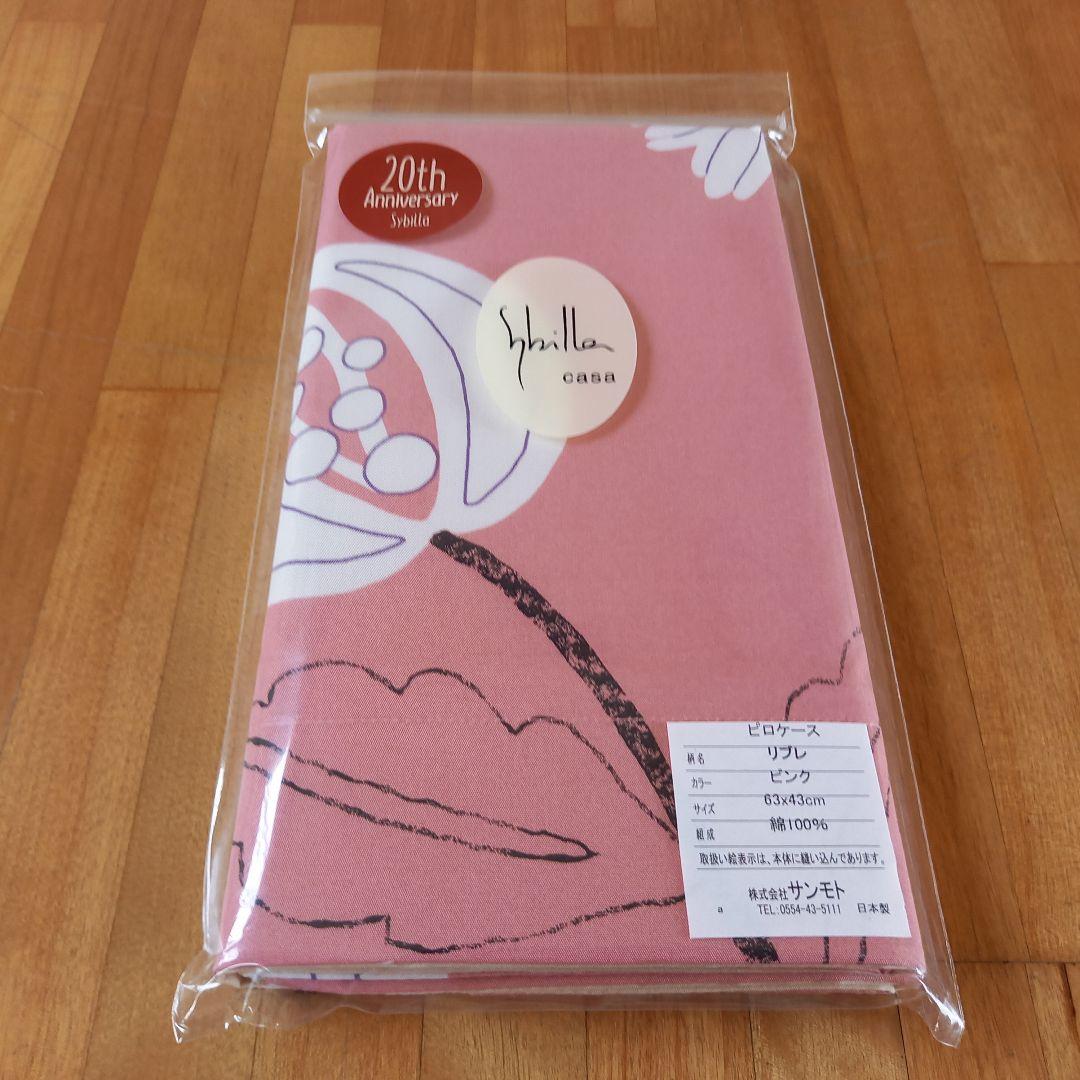 20th
Anniversary
Sybilla
Sybilla
casa
ピロケース
柄名 リブレ
カラー ピンク
サイズ 63x43cm
組成 綿100%
取扱い絵表示は、本体に縫い込んであります。
株式会社サンモト
a TEL:0554-43-5111 日本製